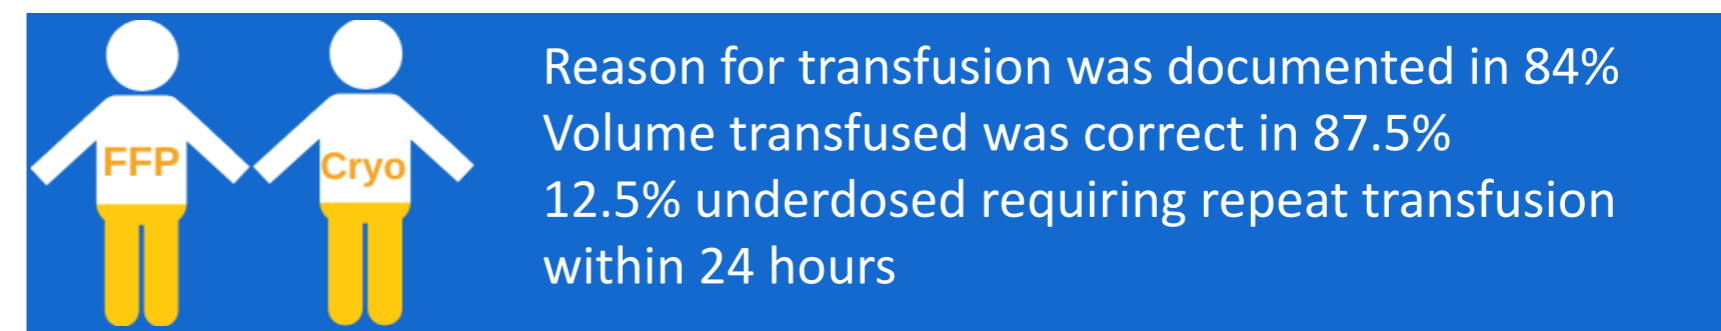 FFP
Cryo
Reason for transfusion was documented in 84%
Volume transfused was correct in 87.5%
12.5% underdosed requiring repeat transfusion
within 24 hours